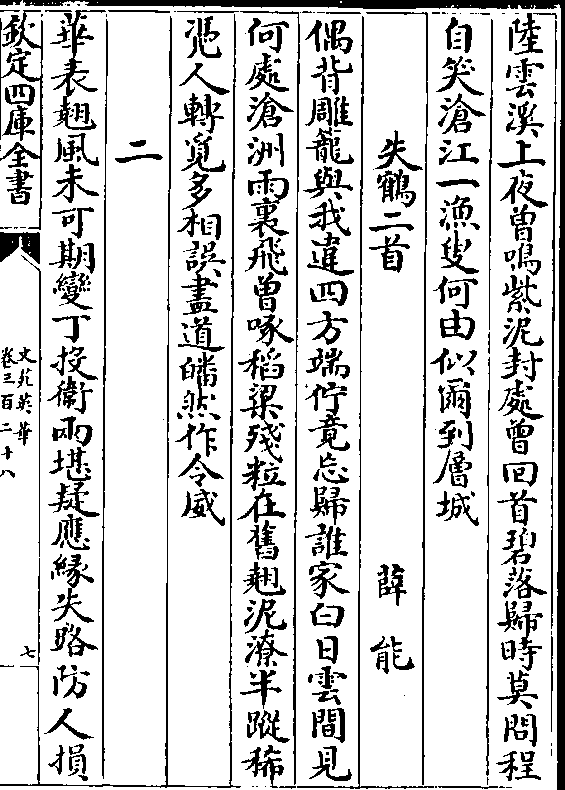 陸雲溪上夜曽鳴紫泥封處曽回首碧落歸時莫問程
自笑滄江一漁叟何由似爾到層城
失鶴二首 薛能
偶背雕籠與我違四方端佇竟忘歸誰家白日雲間見
何處滄洲雨裏飛曽啄稻粱殘粒在舊翹泥潦半蹤稀
凭人轉覓多相誤盡道皤然作令威
二
華表翹風未可期變丁投衛兩堪疑應緣失路防人損
欽定四庫全書
文苑英華
卷三百二十八
七